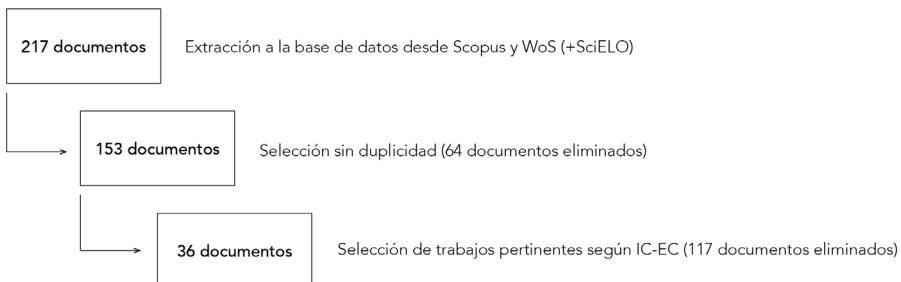 217 documentos Extracción a la base de datos desde Scopus y WoS (+SciELO)
153 documentos Selección sin duplicidad (64 documentos eliminados)
36 documentos Selección de trabajos pertinentes según IC-EC (117 documentos eliminados)